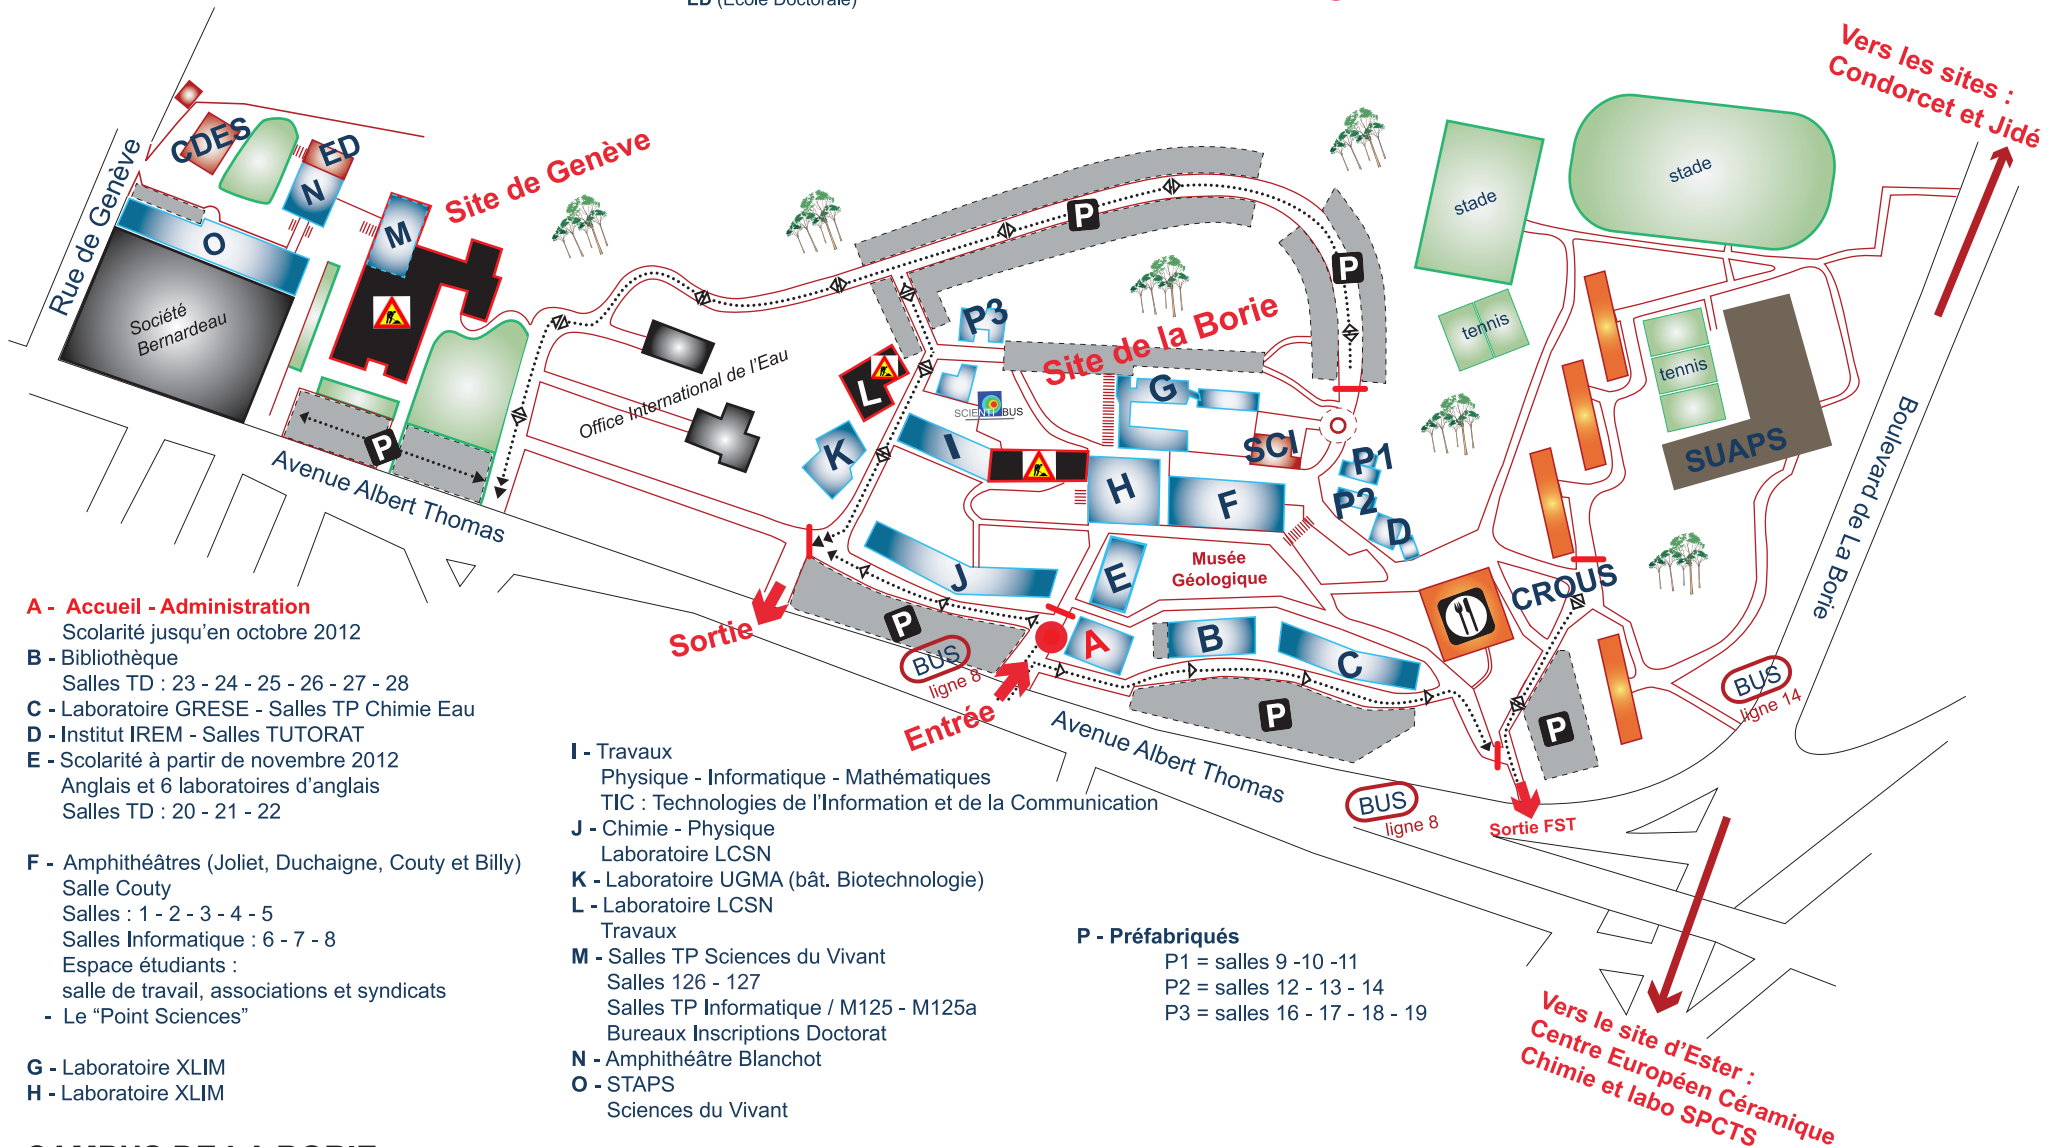 ED (Ecole Doctorale)
Vers les sites :
Condorcet et Jidé
Rue de Genève
CDES
ED
N
M
O
Site de Genève
Société
Bernardeau
P
Avenue Albert Thomas
Office International de l'Eau
P
P
P3
Site de la Borie
L
K
I
SCIENTI BUS
G
SCI
H
F
P1
P2
D
J
E
Musée
Géologique
A
B
C
P
P
P
CROUS
stade
stade
tennis
tennis
SUAPS
Boulevard de La Borie
Sortie
BUS
ligne 8
Entrée
Avenue Albert Thomas
BUS
ligne 8
Sortie FST
BUS
ligne 14
Vers le site d'Ester :
Centre Européen Céramique
Chimie et labo SPCTS
A - Accueil - Administration
Scolarité jusqu'en octobre 2012
B - Bibliothèque
Salles TD : 23 - 24 - 25 - 26 - 27 - 28
C - Laboratoire GRESE - Salles TP Chimie Eau
D - Institut IREM - Salles TUTORAT
E - Scolarité à partir de novembre 2012
Anglais et 6 laboratoires d'anglais
Salles TD : 20 - 21 - 22
F - Amphithéâtres (Joliet, Duchaigne, Couty et Billy)
Salle Couty
Salles : 1 - 2 - 3 - 4 - 5
Salles Informatique : 6 - 7 - 8
Espace étudiants :
salle de travail, associations et syndicats
- Le “Point Sciences”
G - Laboratoire XLIM
H - Laboratoire XLIM
I - Travaux
Physique - Informatique - Mathématiques
TIC : Technologies de l'Information et de la Communication
J - Chimie - Physique
Laboratoire LCSN
K - Laboratoire UGMA (bât. Biotechnologie)
L - Laboratoire LCSN
Travaux
M - Salles TP Sciences du Vivant
Salles 126 - 127
Salles TP Informatique / M125 - M125a
Bureaux Inscriptions Doctorat
N - Amphithéâtre Blanchot
O - STAPS
Sciences du Vivant
P - Préfabriqués
P1 = salles 9 -10 -11
P2 = salles 12 - 13 - 14
P3 = salles 16 - 17 - 18 - 19
CAMPUS DE LA BORIE